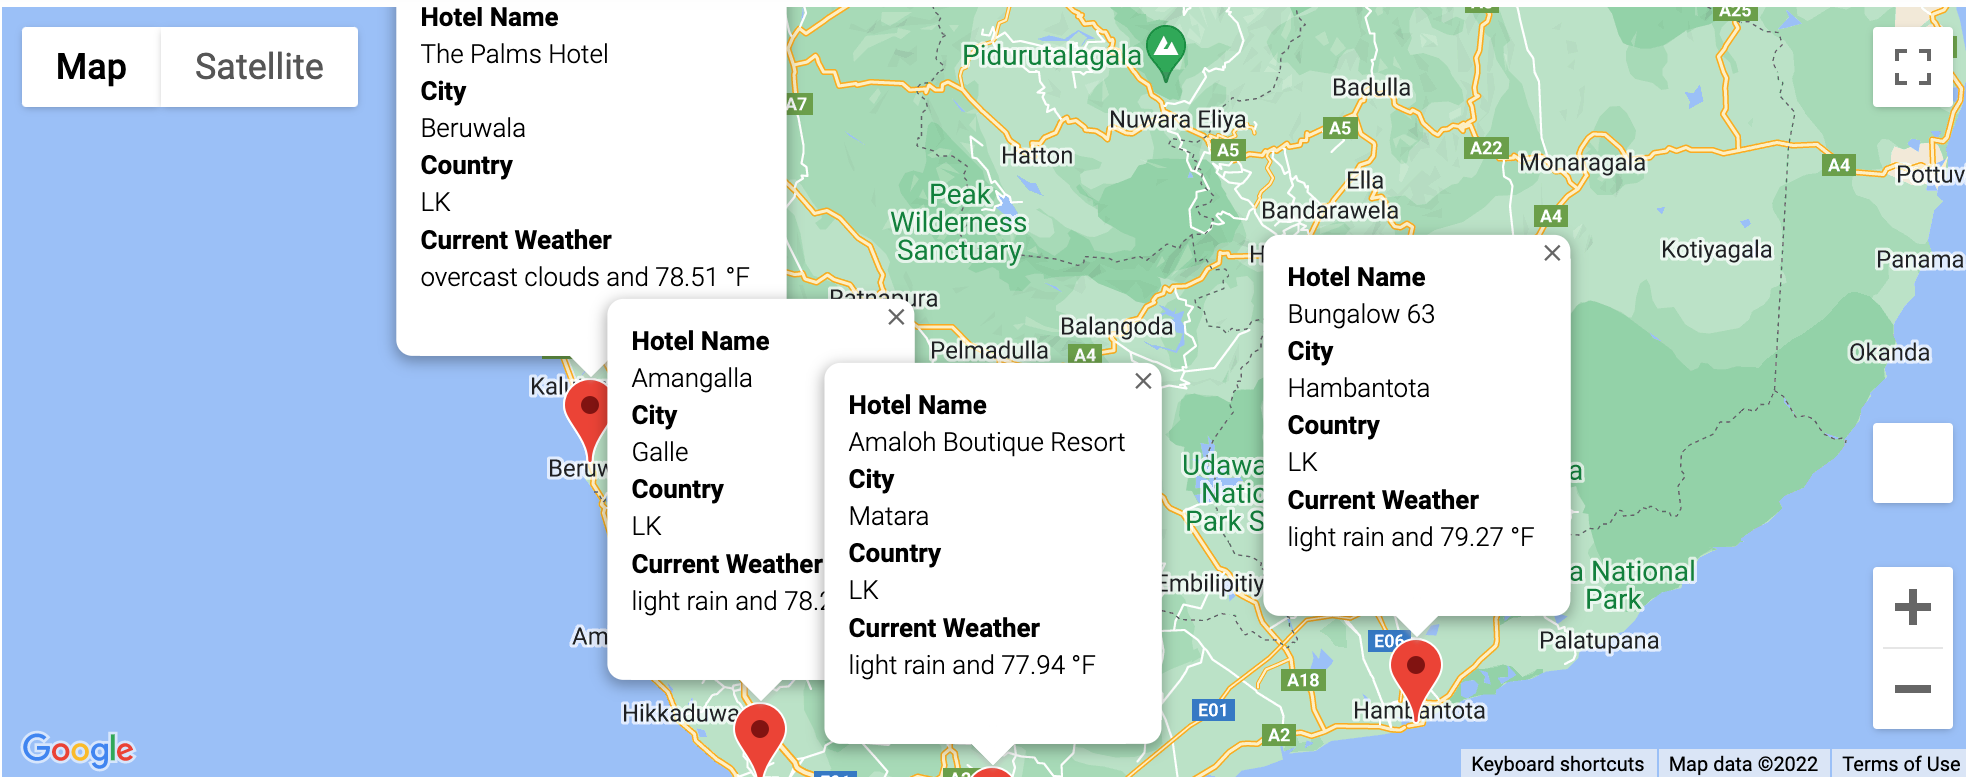 Map
Satellite
Hotel Name
The Palms Hotel
City
Beruwala
Country
LK
Current Weather
overcast clouds and 78.51 °F
Hotel Name
Amangalla
City
Galle
Country
LK
Current Weather
light rain and
Hotel Name
Amaloh Boutique Resort
City
Matara
Country
LK
Current Weather
light rain and 77.94 °F
Hotel Name
Bungalow 63
City
Hambantota
Country
LK
Current Weather
light rain and 79.27 °F
A25
Pidurutalagala
Badulla
A7
Nuwara Eliya
A5
A5
Hatton
A22
Monaragala
A4
Pottuv
Ella
Peak
Wilderness
Sanctuary
Bandarawela
A4
Kotiyagala
Panama
Ratnapura
Balangoda
Pelmadulla
A4
Okanda
Kalu
Beruw
Udawa
Natio
Park S
a
Embilipitiy
a National
Park
Am
E06
Palatupana
A18
Hikkaduwa
E01
Hambantota
A2
Google
Keyboard shortcuts
Map data ©2022
Terms of Use